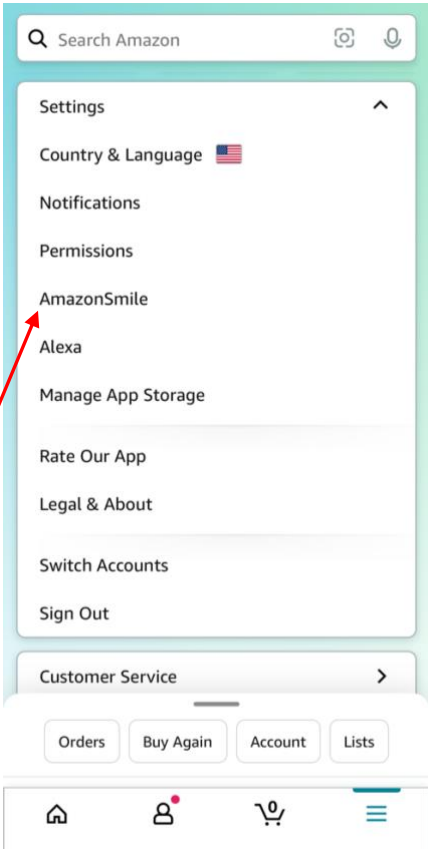 Search Amazon
Settings
Country & Language
Notifications
Permissions
AmazonSmile
Alexa
Manage App Storage
Rate Our App
Legal & About
Switch Accounts
Sign Out
Customer Service
Orders Buy Again Account Lists
0